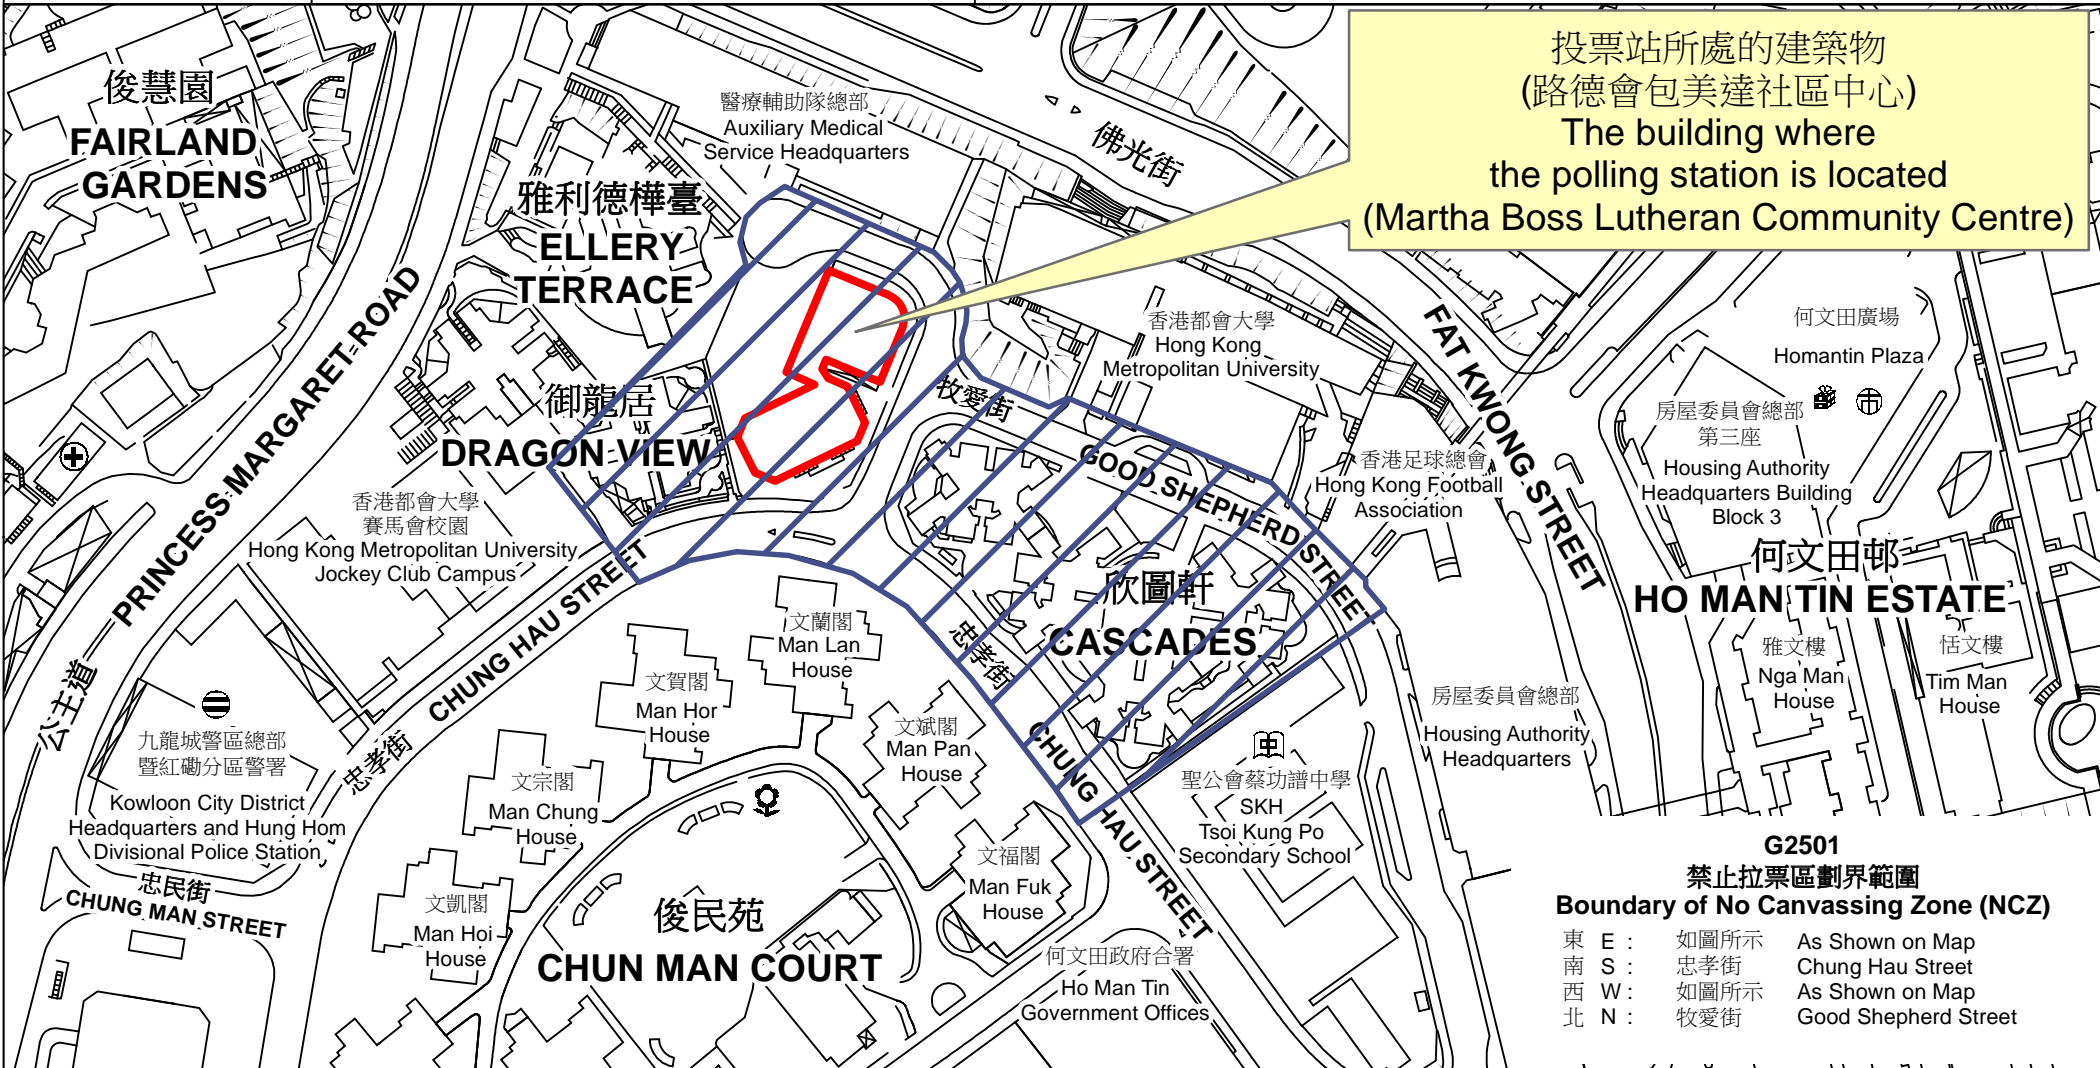 投票站所處的建築物
(路德會包美達社區中心)
The building where
the polling station is located
(Martha Boss Lutheran Community Centre)
俊慧園
FAIRLAND
GARDENS
醫療輔助隊總部
Auxiliary Medical
Service Headquarters
佛光街
雅利德樺臺
ELLERY
TERRACE
PRINCESS MARGARET ROAD
公主道
御龍居
DRAGON VIEW
香港都會大學
Hong Kong
Metropolitan University
FAT KWONG STREET
何文田廣場
Homantin Plaza
牧愛街
GOOD SHEPHERD STREET
房屋委員會總部
第三座
Housing Authority
Headquarters Building
Block 3
香港足球總會
Hong Kong Football
Association
香港都會大學
賽馬會校園
Hong Kong Metropolitan University
Jockey Club Campus
CHUNG HAU STREET
忠孝街
欣圖軒
CASCADES
何文田邨
HO MAN TIN ESTATE
雅文樓
Nga Man
House
恬文樓
Tim Man
House
文蘭閣
Man Lan
House
文賀閣
Man Hor
House
文斌閣
Man Pan
House
忠孝街
CHUNG HAU STREET
房屋委員會總部
Housing Authority
Headquarters
九龍城警區總部
暨紅磡分區警署
Kowloon City District
Headquarters and Hung Hom
Divisional Police Station
文宗閣
Man Chung
House
中
聖公會蔡功譜中學
SKH
Tsoi Kung Po
Secondary School
忠民街
CHUNG MAN STREET
文凱閣
Man Hoi
House
文福閣
Man Fuk
House
俊民苑
CHUN MAN COURT
何文田政府合署
Ho Man Tin
Government Offices
市
G2501
禁止拉票區劃界範圍
Boundary of No Canvassing Zone (NCZ)
東 E : 如圖所示 As Shown on Map
南 S : 忠孝街 Chung Hau Street
西 W : 如圖所示 As Shown on Map
北 N : 牧愛街 Good Shepherd Street